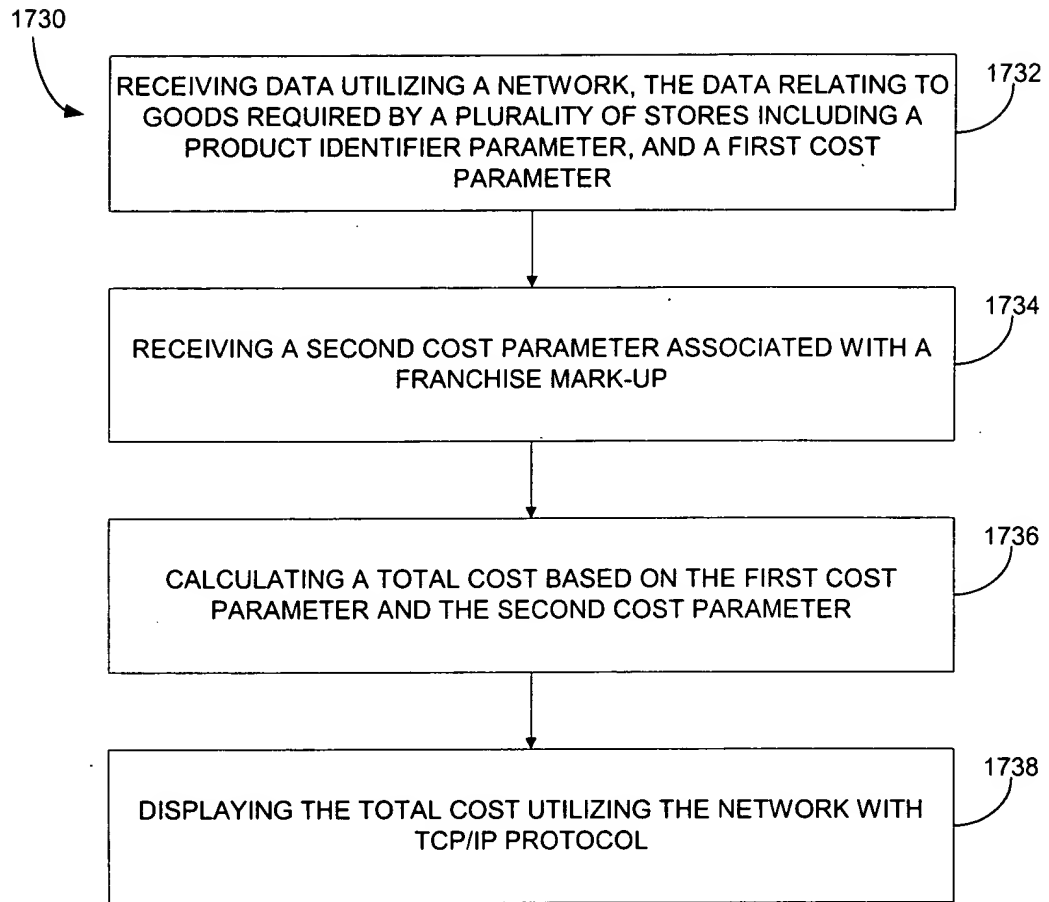 1730
RECEIVING DATA UTILIZING A NETWORK, THE DATA RELATING TO
GOODS REQUIRED BY A PLURALITY OF STORES INCLUDING A
PRODUCT IDENTIFIER PARAMETER, AND A FIRST COST
PARAMETER
1732
RECEIVING A SECOND COST PARAMETER ASSOCIATED WITH A
FRANCHISE MARK-UP
1734
CALCULATING A TOTAL COST BASED ON THE FIRST COST
PARAMETER AND THE SECOND COST PARAMETER
1736
DISPLAYING THE TOTAL COST UTILIZING THE NETWORK WITH
TCP/IP PROTOCOL
1738